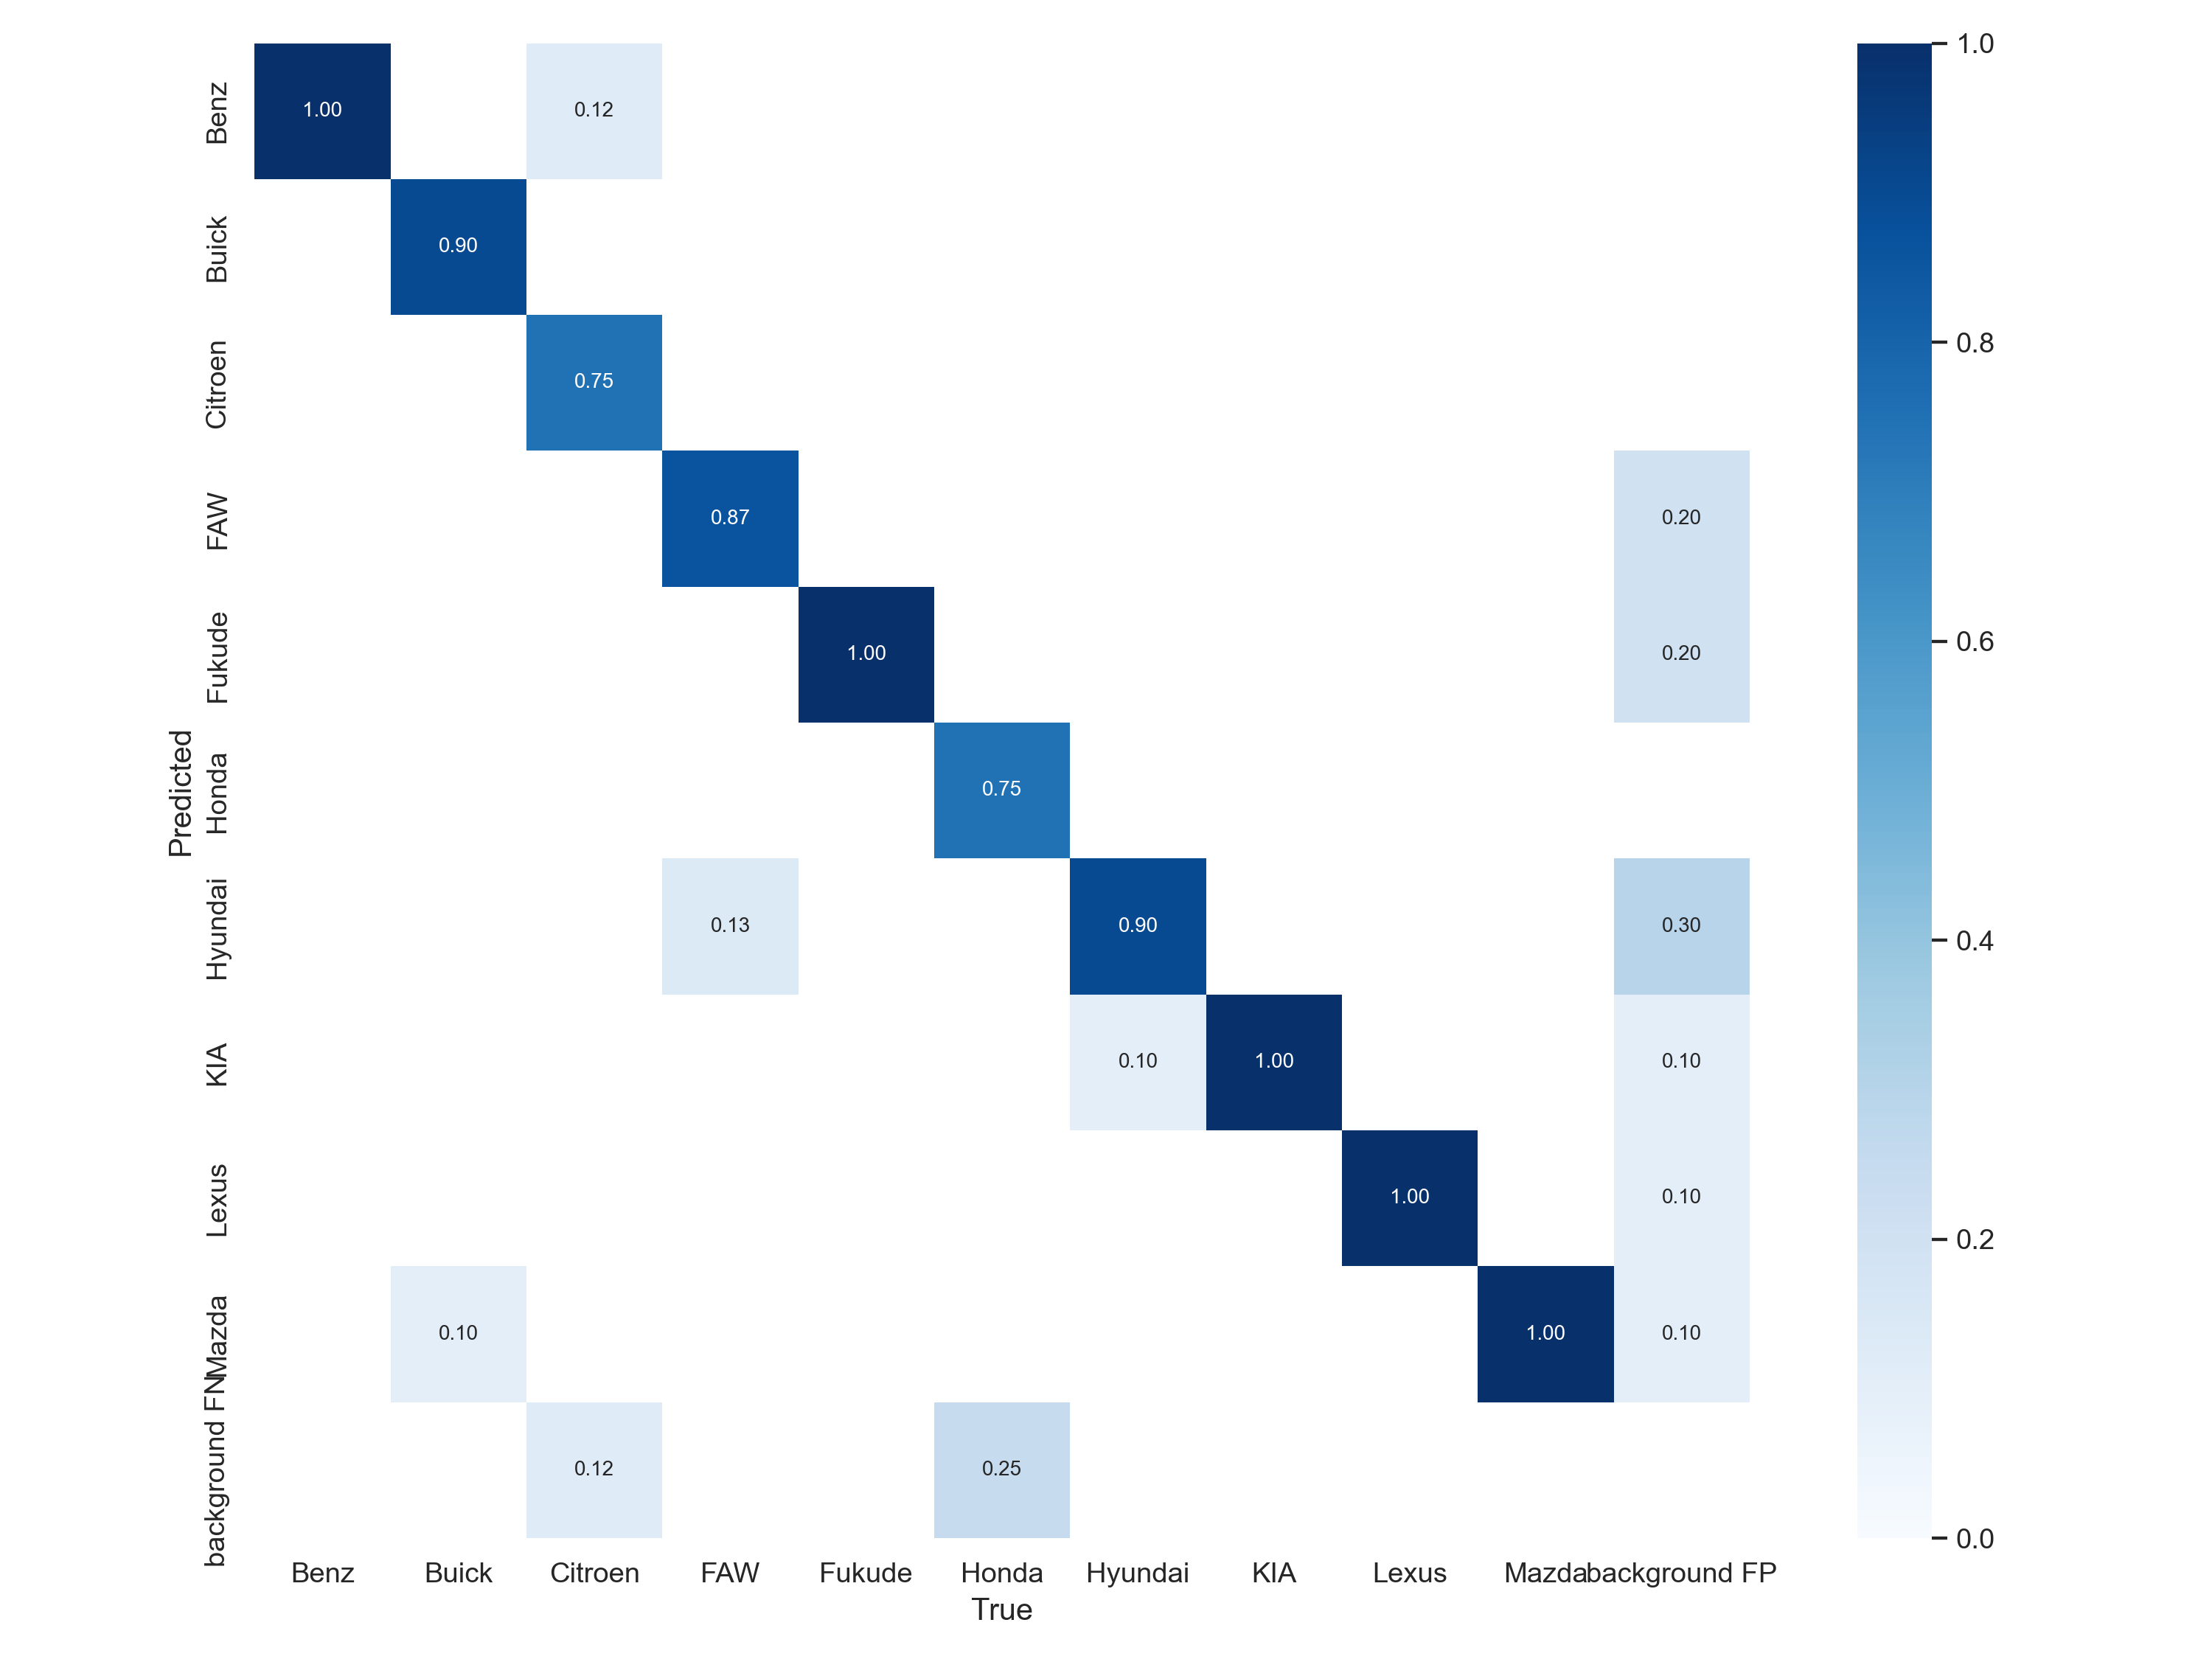 1.00 0.12
0.90
0.75
0.87 0.20
1.00 0.20
0.75
0.13 0.90 0.30
0.10 1.00 0.10
1.00 0.10
0.10 1.00 0.10
0.12 0.25
Predicted
Benz
Buick
Citroen
FAW
Fukude
Honda
Hyundai
KIA
Lexus
Mazda
background FN
Benz Buick Citroen FAW Fukude Honda Hyundai KIA Lexus Mazda background FP
True
1.0
0.8
0.6
0.4
0.2
0.0